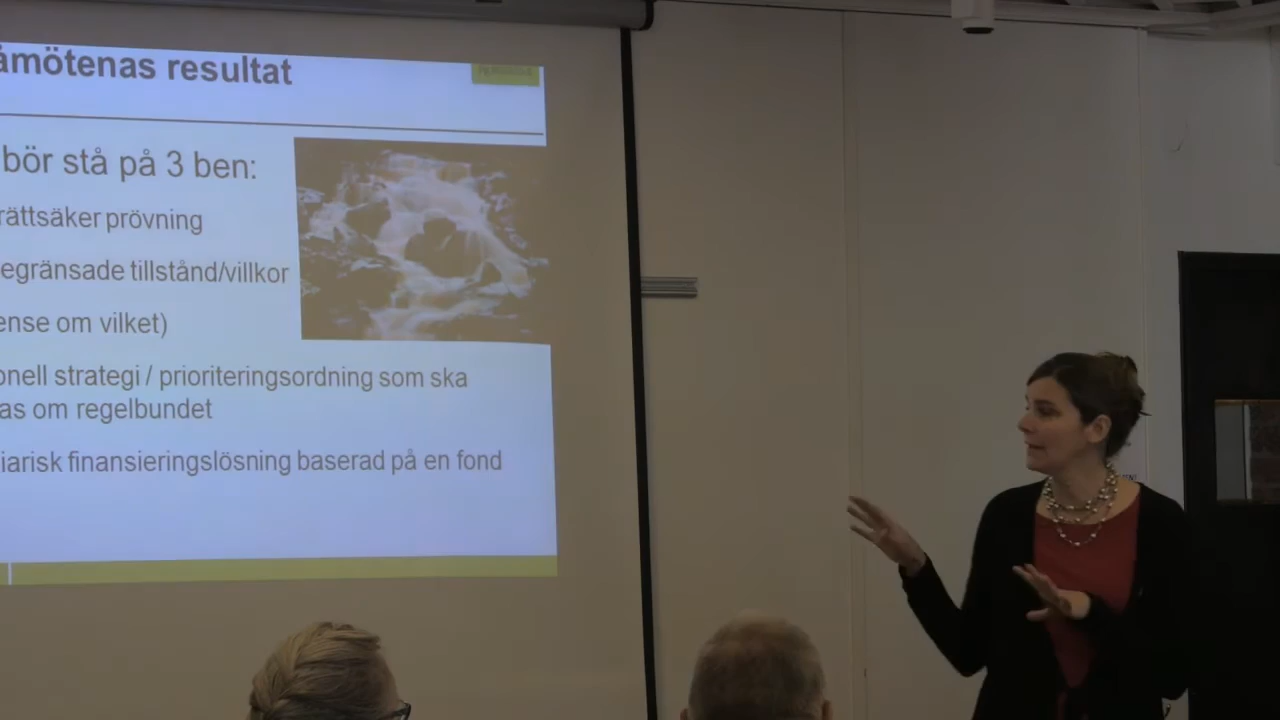 åmötenas resultat
bör stå på 3 ben:
rättsäker prövning
egränsade tillstånd/villkor
ense om vilket)
onell strategi / prioriteringsordning som ska
as om regelbundet
iarisk finansieringslösning baserad på en fond